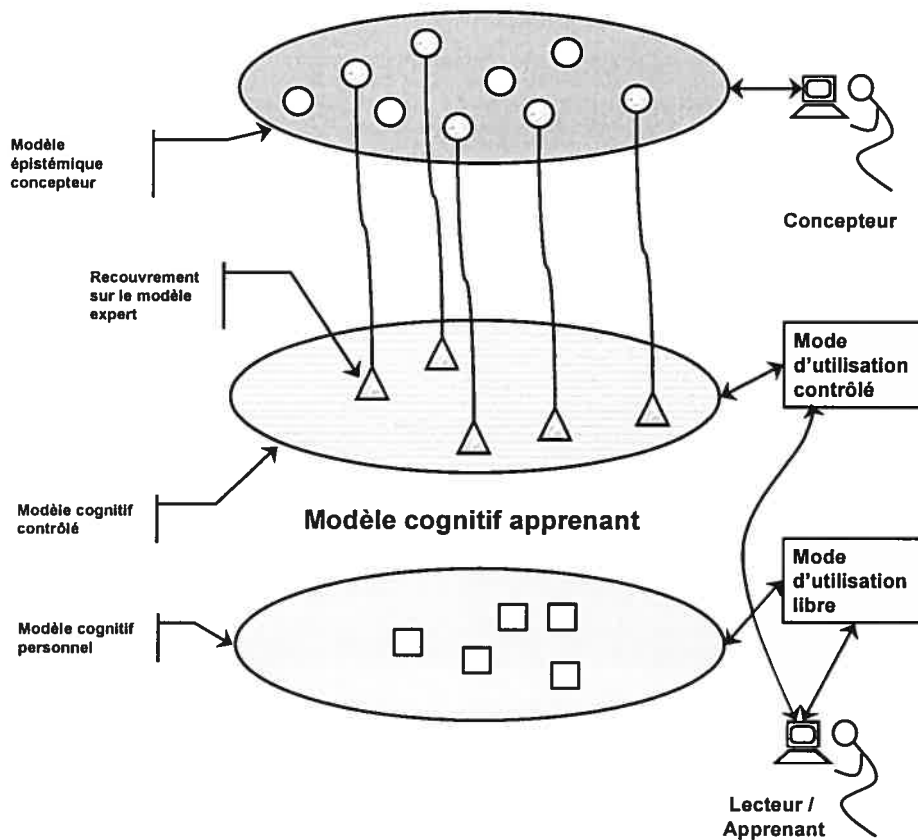 Modèle
épistémique
concepteur
Concepteur
Recouvrement
sur le modèle
expert
Mode
d'utilisation
contrôlé
Modèle cognitif
contrôlé
Modèle cognitif apprenant
Mode
d'utilisation
libre
Modèle cognitif
personnel
Lecteur /
Apprenant